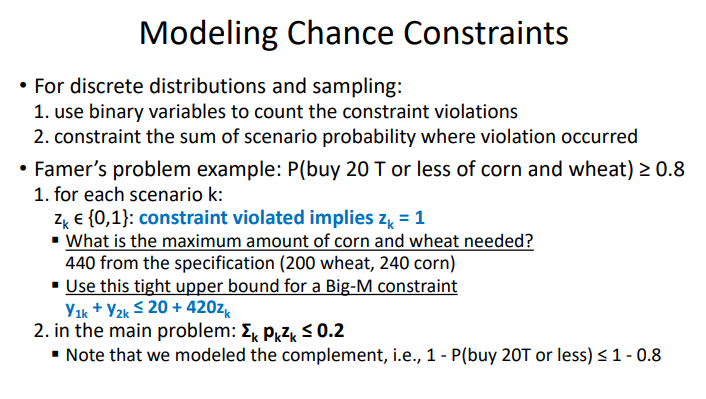 Modeling Chance Constraints
• For discrete distributions and sampling:
1. use binary variables to count the constraint violations
2. constraint the sum of scenario probability where violation occurred
• Famer's problem example: P(buy 20 T or less of corn and wheat) ≥ 0.8
1. for each scenario k:
zₖ ϵ {0,1}: constraint violated implies zₖ = 1
▪ What is the maximum amount of corn and wheat needed?
440 from the specification (200 wheat, 240 corn)
▪ Use this tight upper bound for a Big-M constraint
y₁ₖ + y₂ₖ ≤ 20 + 420zₖ
2. in the main problem: Σₖ pₖzₖ ≤ 0.2
▪ Note that we modeled the complement, i.e., 1 - P(buy 20T or less) ≤ 1 - 0.8